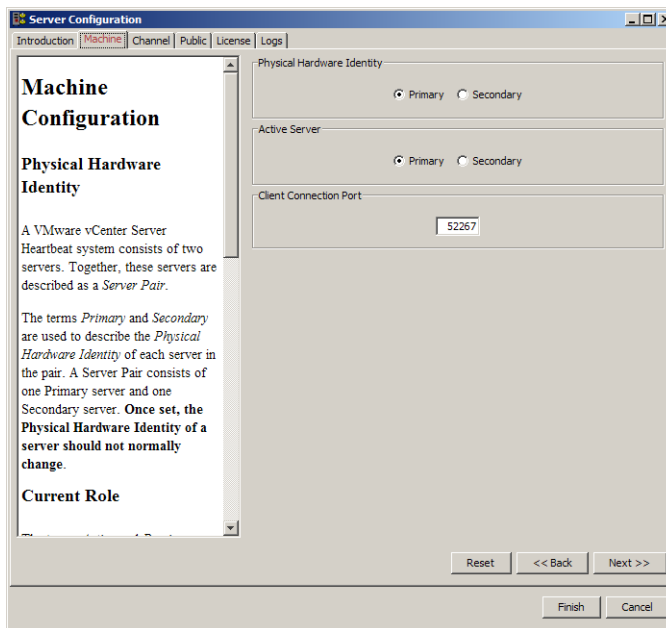 Server Configuration
Introduction Machine Channel Public License Logs
Machine
Configuration
Physical Hardware
Identity
A VMware vCenter Server
Heartbeat system consists of two
servers. Together, these servers are
described as a Server Pair.
The terms Primary and Secondary
are used to describe the Physical
Hardware Identity of each server in
the pair. A Server Pair consists of
one Primary server and one
Secondary server. Once set, the
Physical Hardware Identity of a
server should not normally
change.
Current Role
Physical Hardware Identity
Primary Secondary
Active Server
Primary Secondary
Client Connection Port
52267
Reset << Back Next >>
Finish Cancel